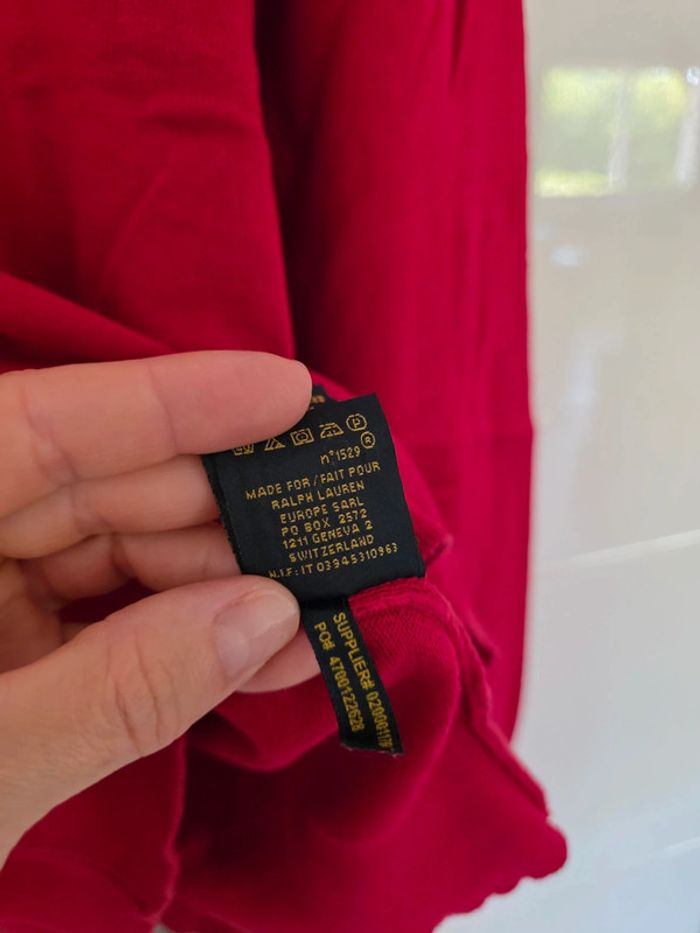 P
®
n°1529
MADE FOR/FAIT POUR
RALPH LAUREN
EUROPE SARL
PO BOX 2572
1211 GENEVA 2
SWITZERLAND
N.I.F.: IT 03945310963
SUPPLIER#
PO# 4700122628